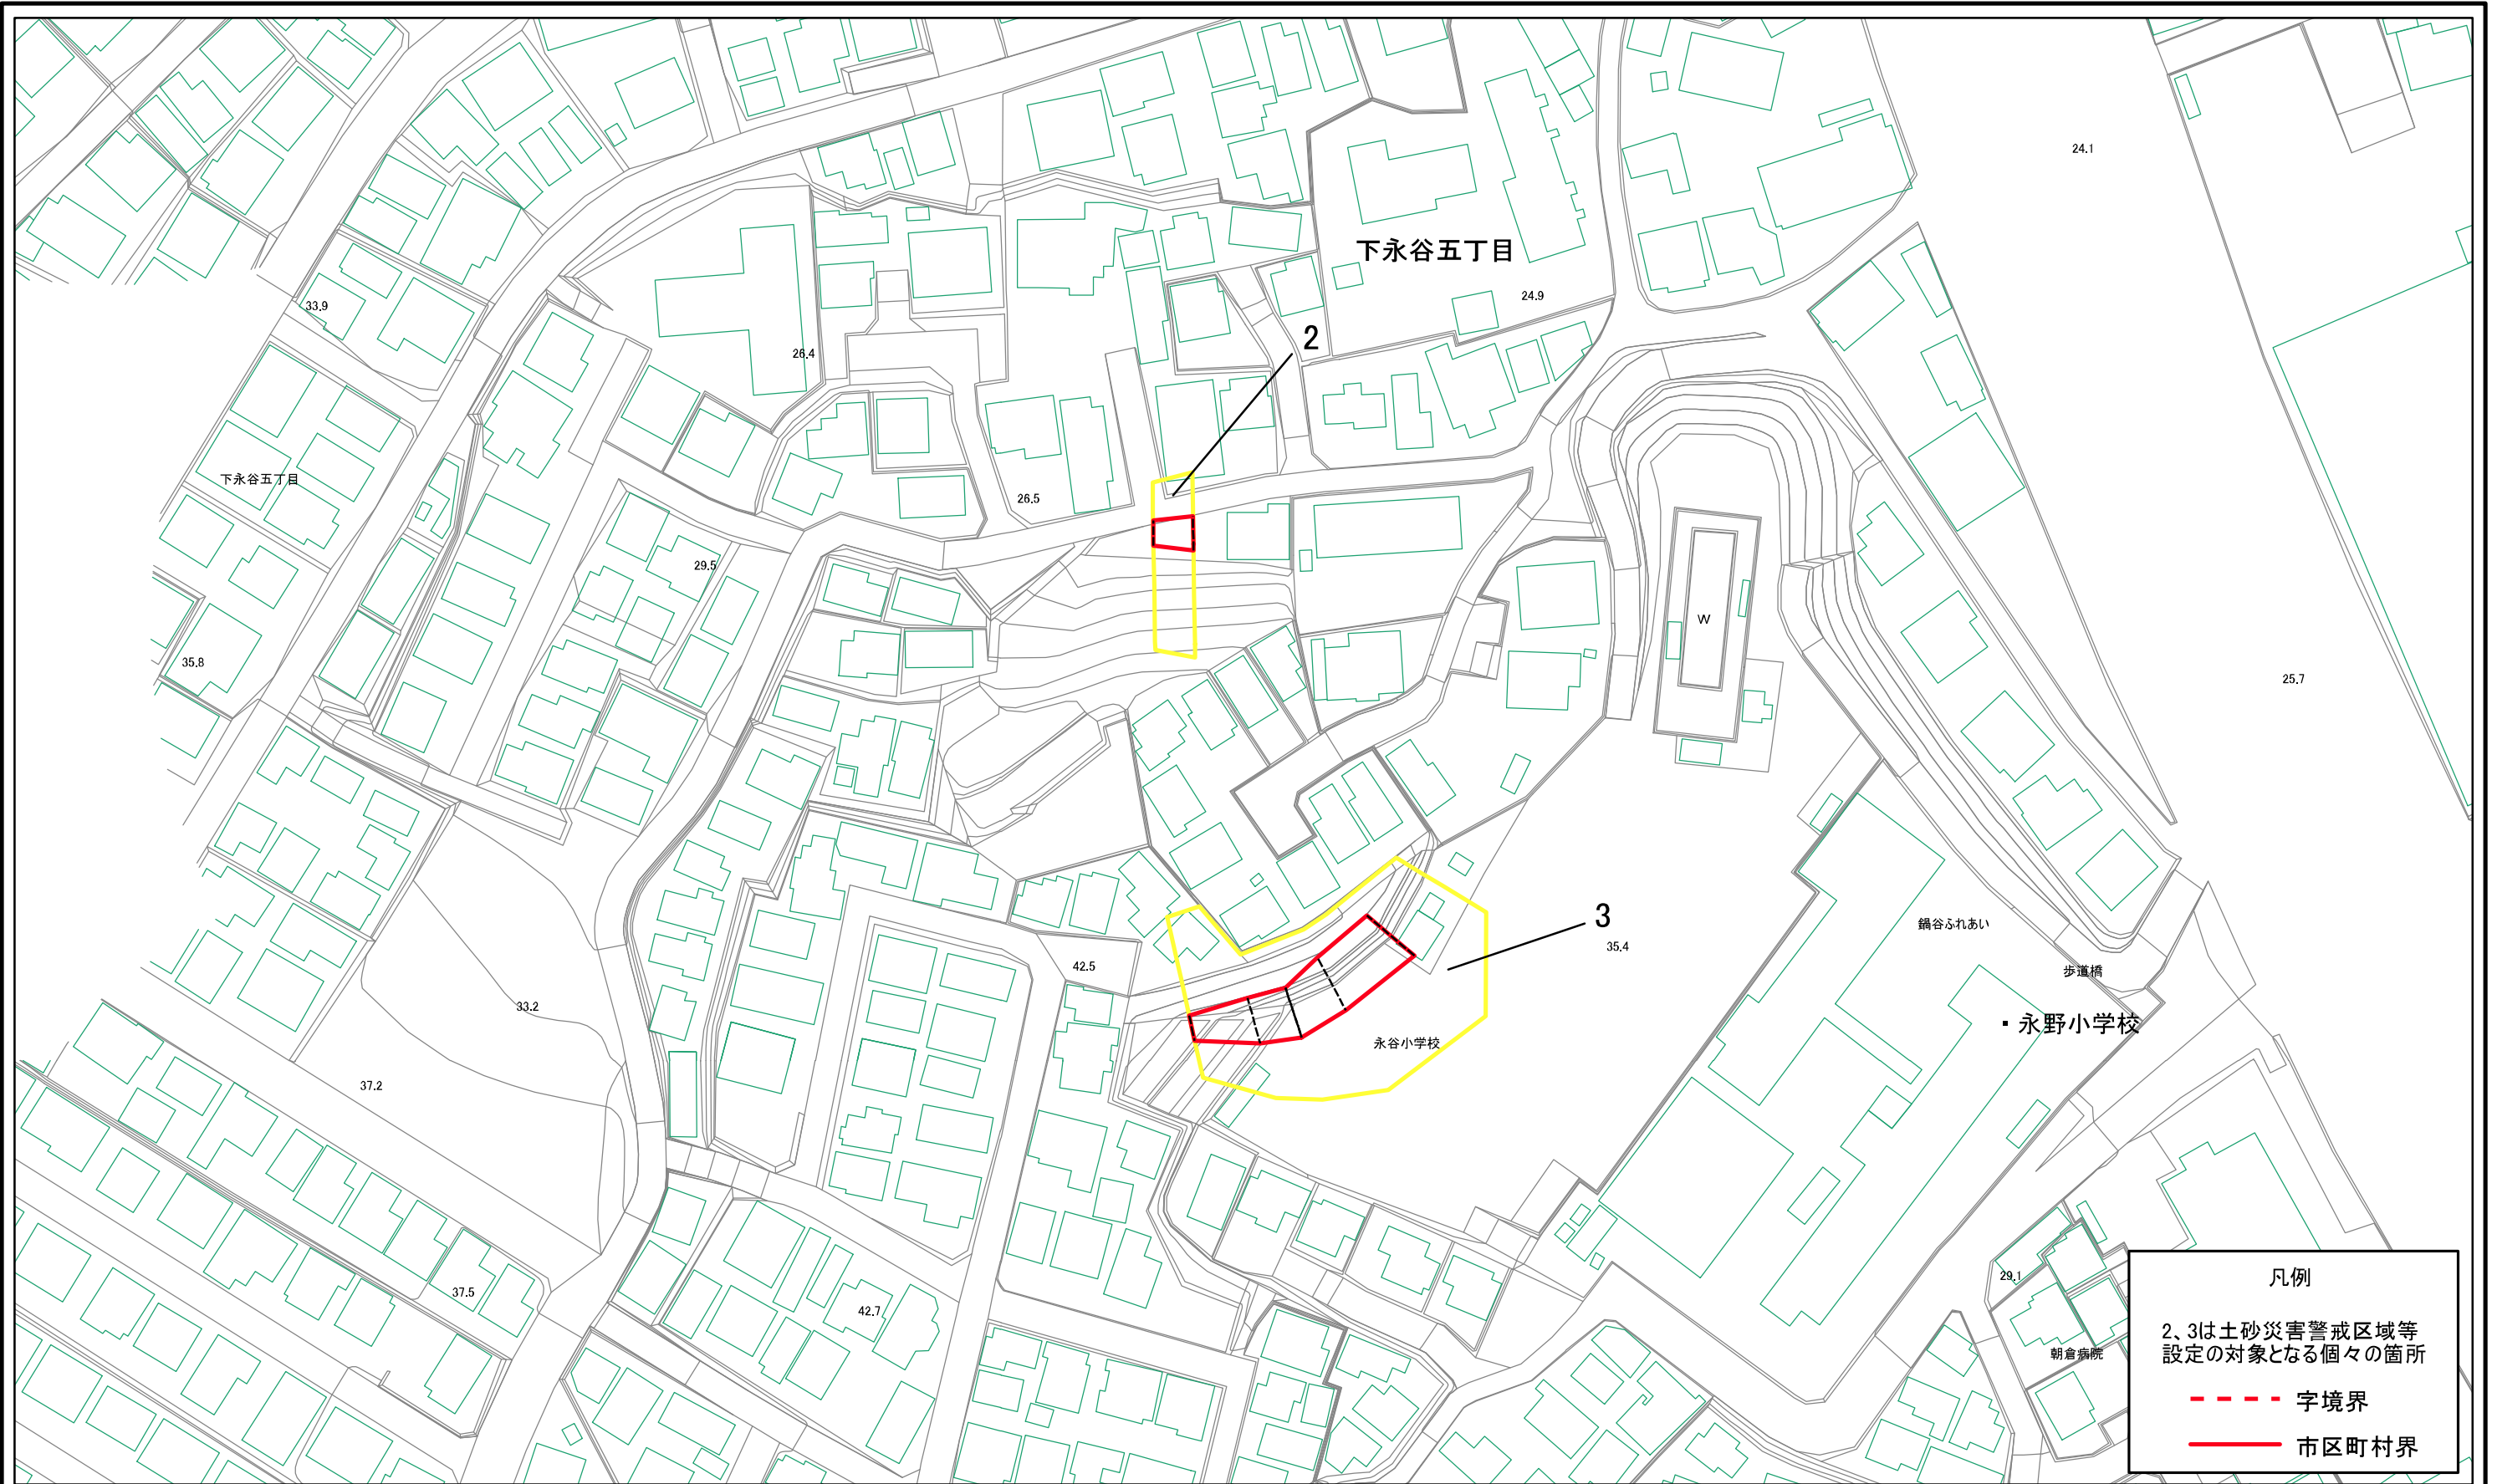 24.1
下永谷五丁目
24.9
33.9
2
26.4
下永谷五丁目
26.5
29.5
W
35.8
25.7
3
鍋谷ふれあい
35.4
42.5
歩道橋
33.2
・永野小学校
永谷小学校
37.2
29.1
37.5
42.7
朝倉病院
凡例
2、3は土砂災害警戒区域等
設定の対象となる個々の箇所
字境界
市区町村界